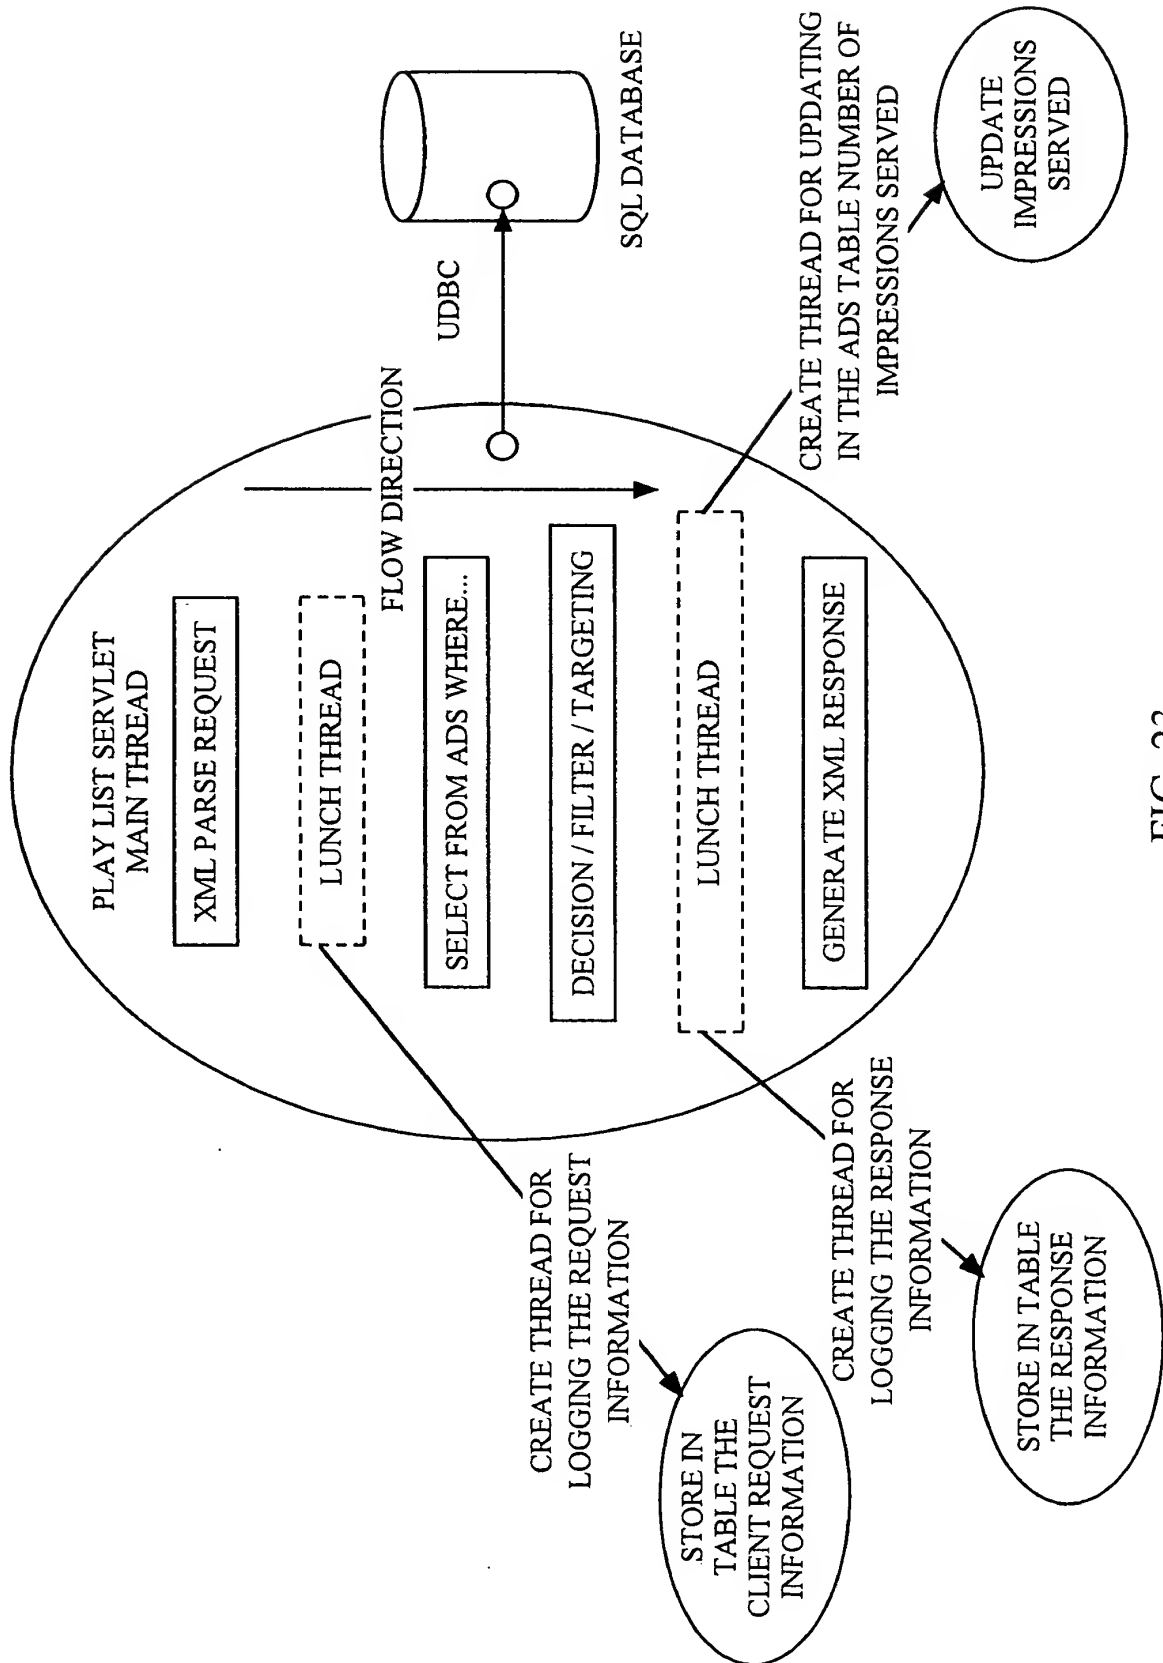 PLAY LIST SERVLET
MAIN THREAD
XML PARSE REQUEST
LUNCH THREAD
FLOW DIRECTION
SELECT FROM ADS WHERE...
DECISION / FILTER / TARGETING
LUNCH THREAD
GENERATE XML RESPONSE
UDBC
SQL DATABASE
CREATE THREAD FOR
LOGGING THE REQUEST
INFORMATION
STORE IN
TABLE THE
CLIENT REQUEST
INFORMATION
CREATE THREAD FOR
LOGGING THE RESPONSE
INFORMATION
STORE IN TABLE
THE RESPONSE
INFORMATION
CREATE THREAD FOR UPDATING
IN THE ADS TABLE NUMBER OF
IMPRESSIONS SERVED
UPDATE
IMPRESSIONS
SERVED
FIG.